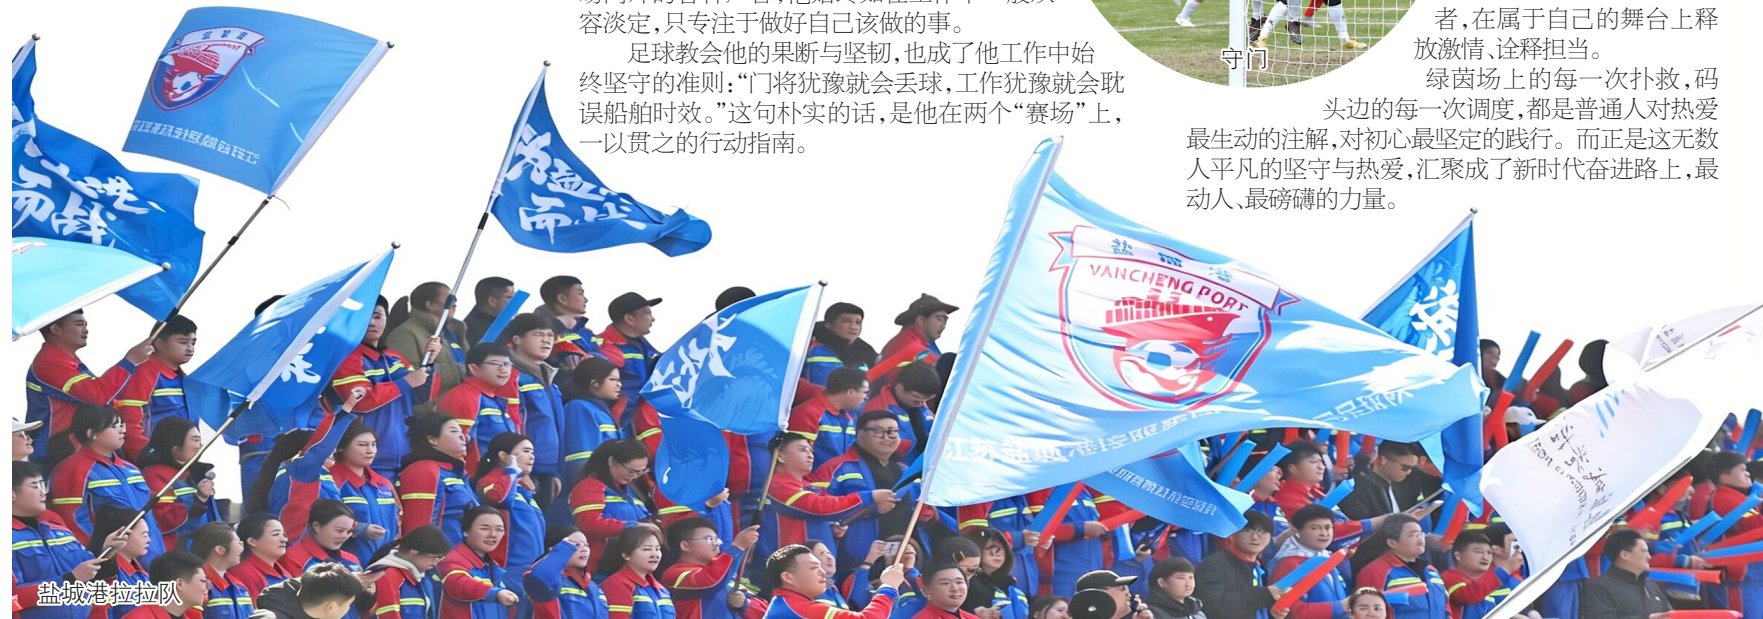 容淡定，只专注于做好自己该做的事。
足球教会他的果断与坚韧，也成了他工作中始
终坚守的准则：“门将犹豫就会丢球，工作犹豫就会耽
误船舶时效。”这句朴实的话，是他在两个“赛场”上，
一以贯之的行动指南。
守门
者，在属于自己的舞台上释
放激情、诠释担当。
绿茵场上的每一次扑救，码
头边的每一次调度，都是普通人对热爱
最生动的注解，对初心最坚定的践行。而正是这无数
人平凡的坚守与热爱，汇聚成了新时代奋进路上，最
动人、最磅礴的力量。
YANCHENG PORT
盐城港拉拉队